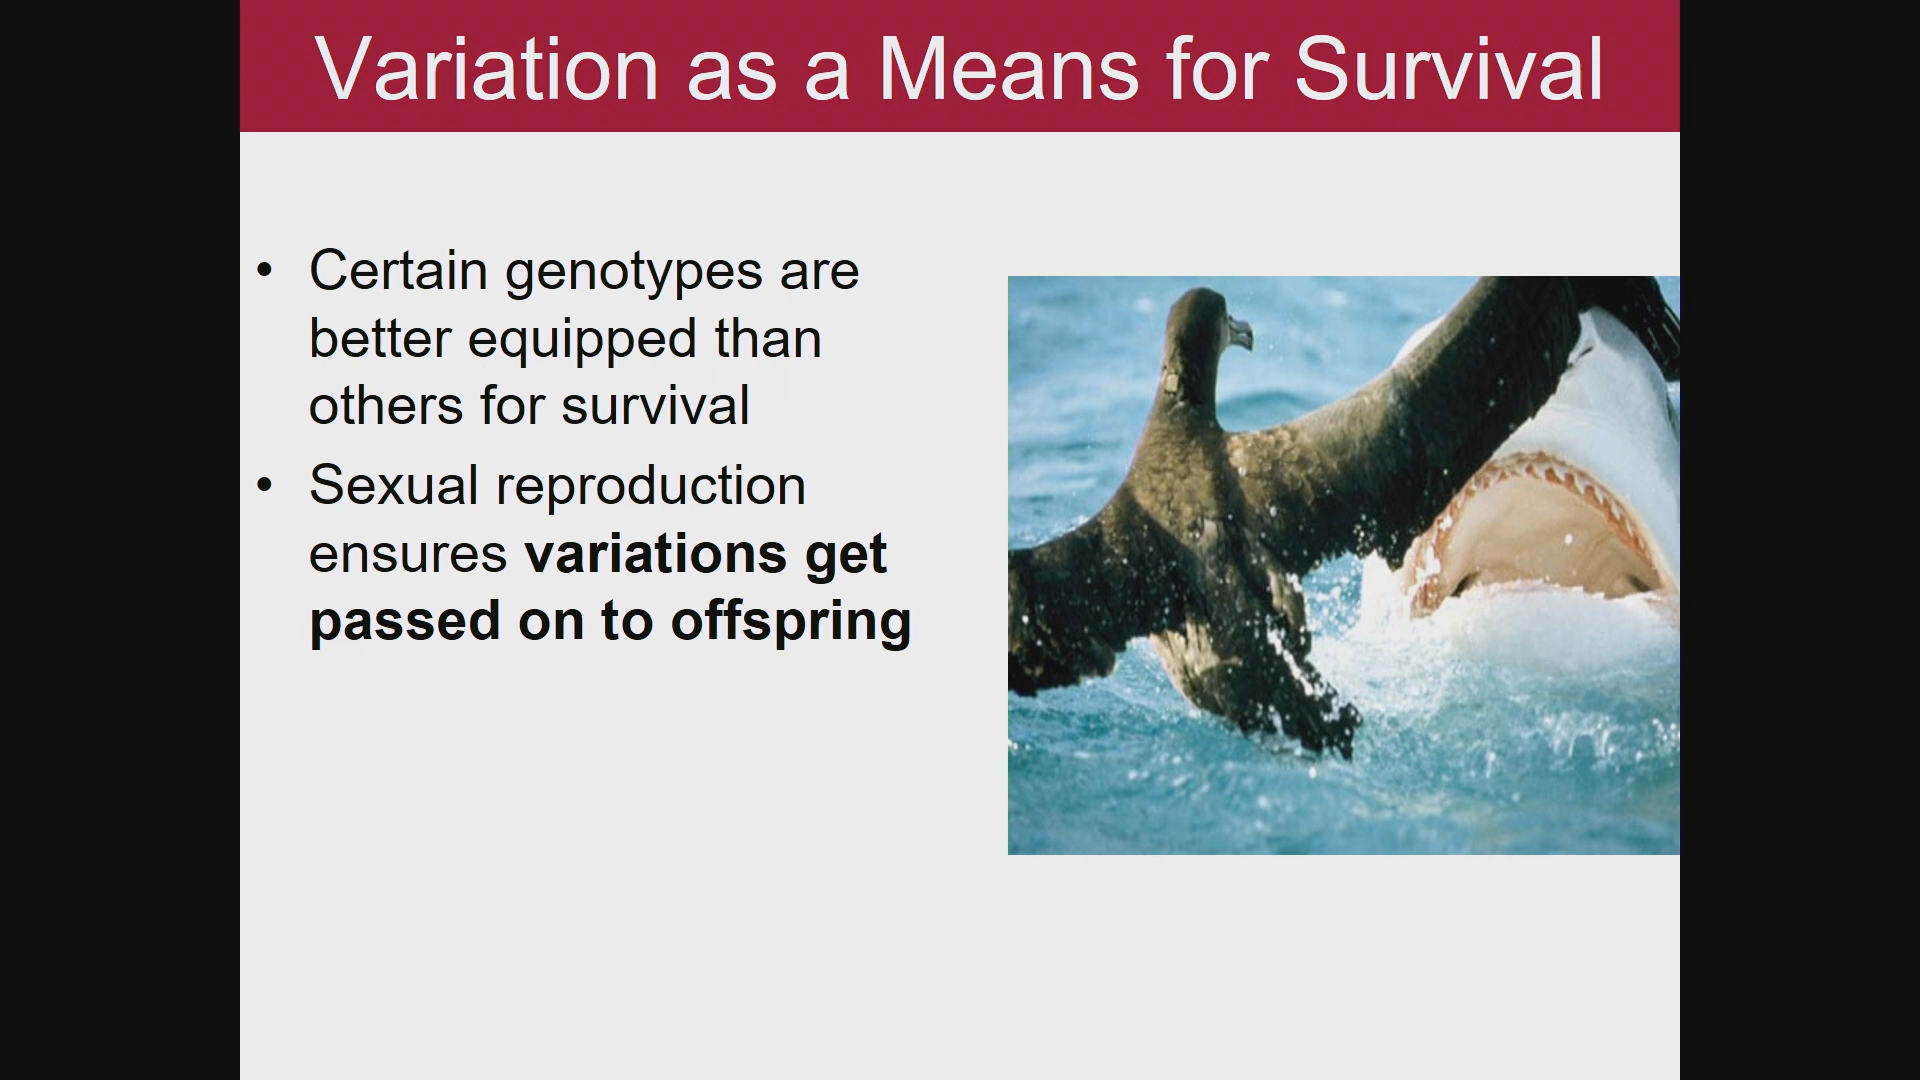 Variation as a Means for Survival
• Certain genotypes are
better equipped than
others for survival
• Sexual reproduction
ensures variations get
passed on to offspring